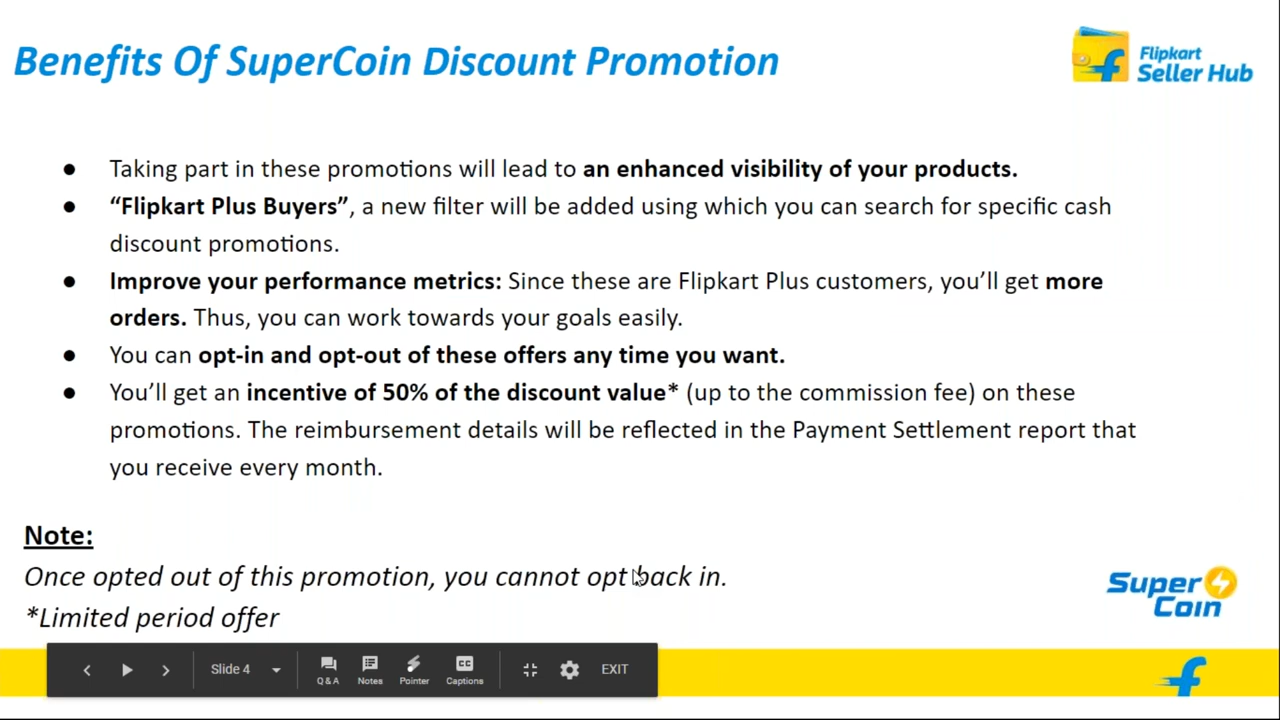 Benefits Of SuperCoin Discount Promotion
Flipkart
Seller Hub
● Taking part in these promotions will lead to an enhanced visibility of your products.
● “Flipkart Plus Buyers”, a new filter will be added using which you can search for specific cash
discount promotions.
● Improve your performance metrics: Since these are Flipkart Plus customers, you’ll get more
orders. Thus, you can work towards your goals easily.
● You can opt-in and opt-out of these offers any time you want.
● You’ll get an incentive of 50% of the discount value* (up to the commission fee) on these
promotions. The reimbursement details will be reflected in the Payment Settlement report that
you receive every month.
Note:
Once opted out of this promotion, you cannot opt back in.
*Limited period offer
Super
Coin
Slide 4
Q & A
Notes
Pointer
CC
Captions
EXIT